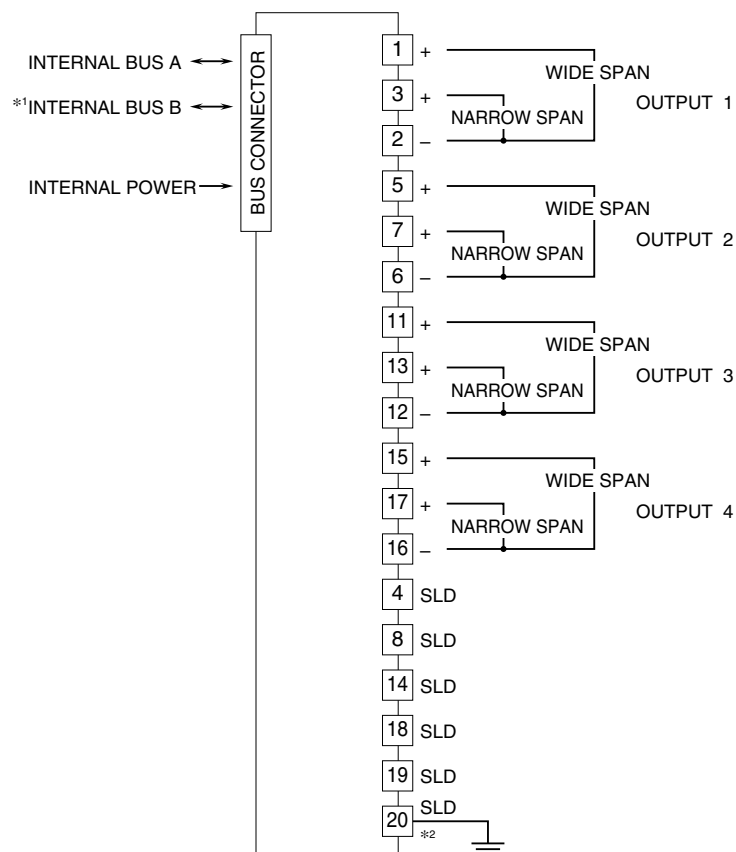 INTERNAL BUS A
*1INTERNAL BUS B
INTERNAL POWER
BUS CONNECTOR
1 +
WIDE SPAN
3 +
OUTPUT 1
NARROW SPAN
2 –
5 +
WIDE SPAN
7 +
OUTPUT 2
NARROW SPAN
6 –
11 +
WIDE SPAN
13 +
OUTPUT 3
NARROW SPAN
12 –
15 +
WIDE SPAN
17 +
OUTPUT 4
NARROW SPAN
16 –
4 SLD
8 SLD
14 SLD
18 SLD
19 SLD
20 SLD
*2